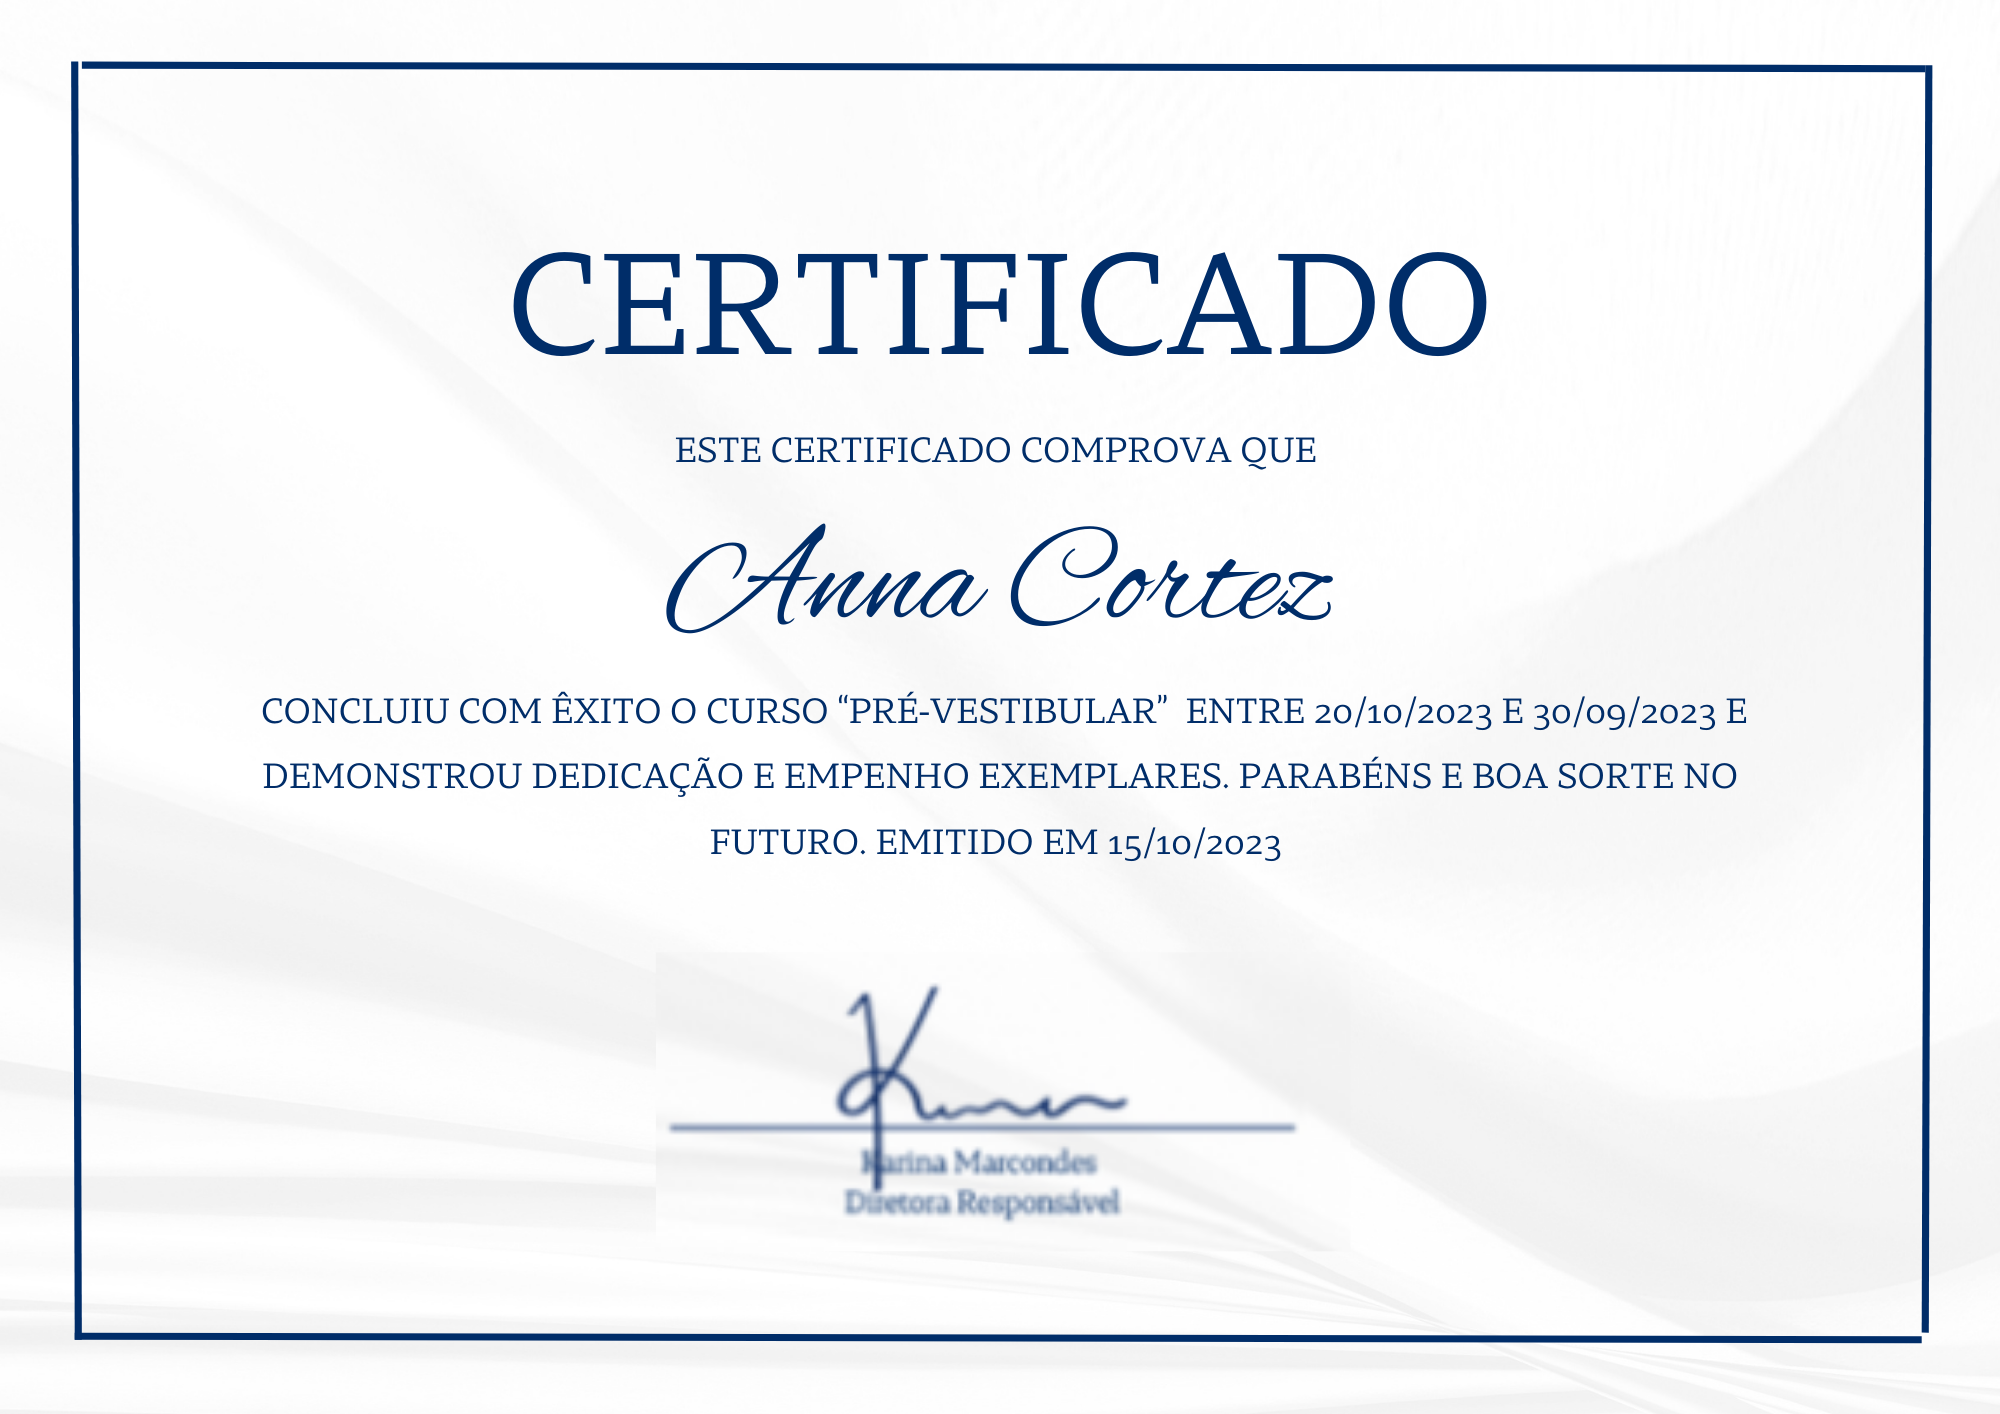 CERTIFICADO
ESTE CERTIFICADO COMPROVA QUE
Anna Cortez
CONCLUIU COM ÊXITO O CURSO “PRÉ-VESTIBULAR” ENTRE 20/10/2023 E 30/09/2023 E
DEMONSTROU DEDICAÇÃO E EMPENHO EXEMPLARES. PARABÉNS E BOA SORTE NO
FUTURO. EMITIDO EM 15/10/2023
Karina Marcondes
Diretora Responsável